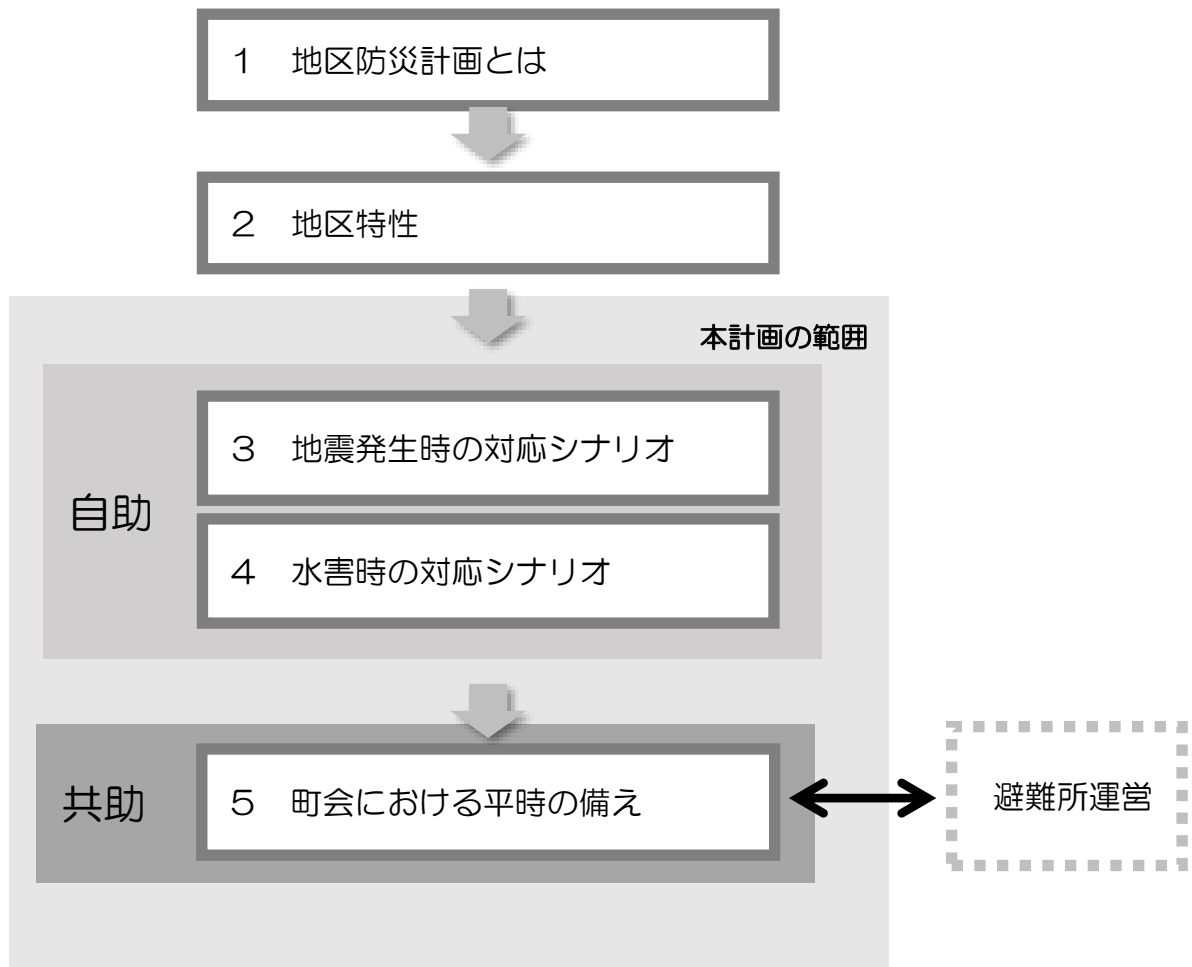 １　地区防災計画とは
２　地区特性
本計画の範囲
自助
３　地震発生時の対応シナリオ
４　水害時の対応シナリオ
共助
５　町会における平時の備え
避難所運営